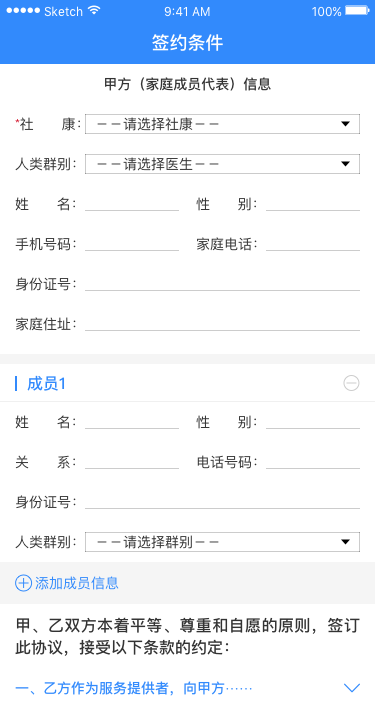 Sketch 9:41 AM 100%
签约条件
甲方（家庭成员代表）信息
*社 康： －－请选择社康－－
人类群别： －－请选择医生－－
姓 名： 性 别：
手机号码： 家庭电话：
身份证号：
家庭住址：
成员1
姓 名： 性 别：
关 系： 电话号码：
身份证号：
人类群别： －－请选择群别－－
添加成员信息
甲、乙双方本着平等、尊重和自愿的原则，签订
此协议，接受以下条款的约定：
一、乙方作为服务提供者，向甲方……